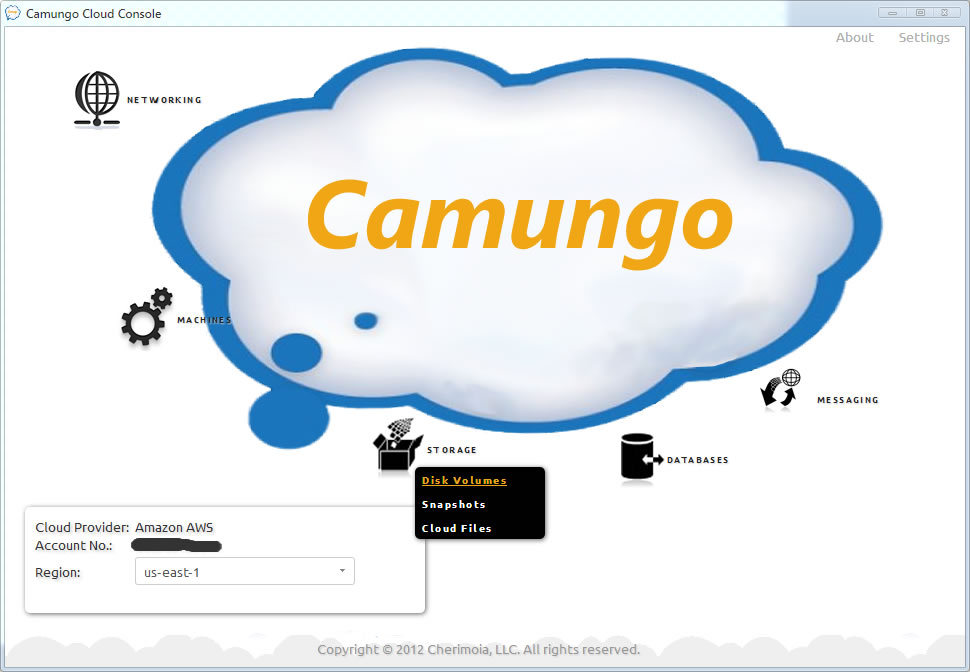 Camungo Cloud Console
About Settings
NETWORKING
Camungo
MACHINES
MESSAGING
STORAGE
DATABASES
Disk Volumes
Snapshots
Cloud Files
Cloud Provider: Amazon AWS
Account No.:
Region: us-east-1
Copyright © 2012 Cherimoia, LLC. All rights reserved.